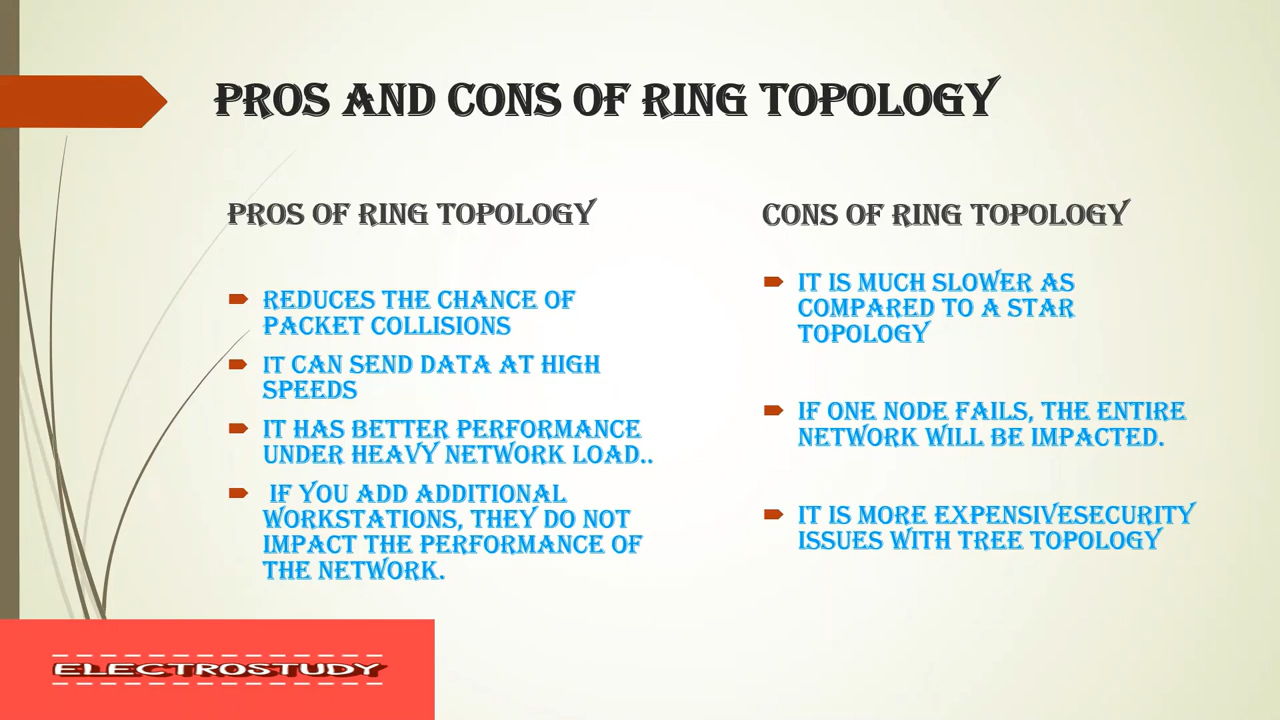 PROS AND CONS OF RING TOPOLOGY
PROS OF RING TOPOLOGY
REDUCES THE CHANCE OF
PACKET COLLISIONS
IT CAN SEND DATA AT HIGH
SPEEDS
IT HAS BETTER PERFORMANCE
UNDER HEAVY NETWORK LOAD..
IF YOU ADD ADDITIONAL
WORKSTATIONS, THEY DO NOT
IMPACT THE PERFORMANCE OF
THE NETWORK.
CONS OF RING TOPOLOGY
IT IS MUCH SLOWER AS
COMPARED TO A STAR
TOPOLOGY
IF ONE NODE FAILS, THE ENTIRE
NETWORK WILL BE IMPACTED.
IT IS MORE EXPENSIVESECURITY
ISSUES WITH TREE TOPOLOGY
ELECTROSTUDY